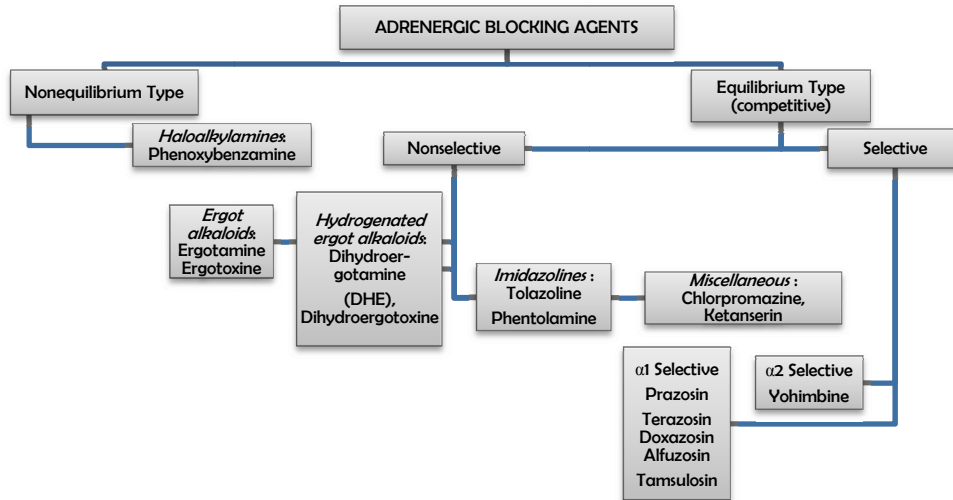 ADRENERGIC BLOCKING AGENTS
Nonequilibrium Type
Equilibrium Type
(competitive)
Haloalkylamines:
Phenoxybenzamine
Nonselective
Selective
Ergot
alkaloids:
Ergotamine
Ergotoxine
Hydrogenated
ergot alkaloids:
Dihydroer-
gotamine
(DHE),
Dihydroergotoxine
Imidazolines :
Tolazoline
Phentolamine
Miscellaneous :
Chlorpromazine,
Ketanserin
α1 Selective
Prazosin
Terazosin
Doxazosin
Alfuzosin
Tamsulosin
α2 Selective
Yohimbine